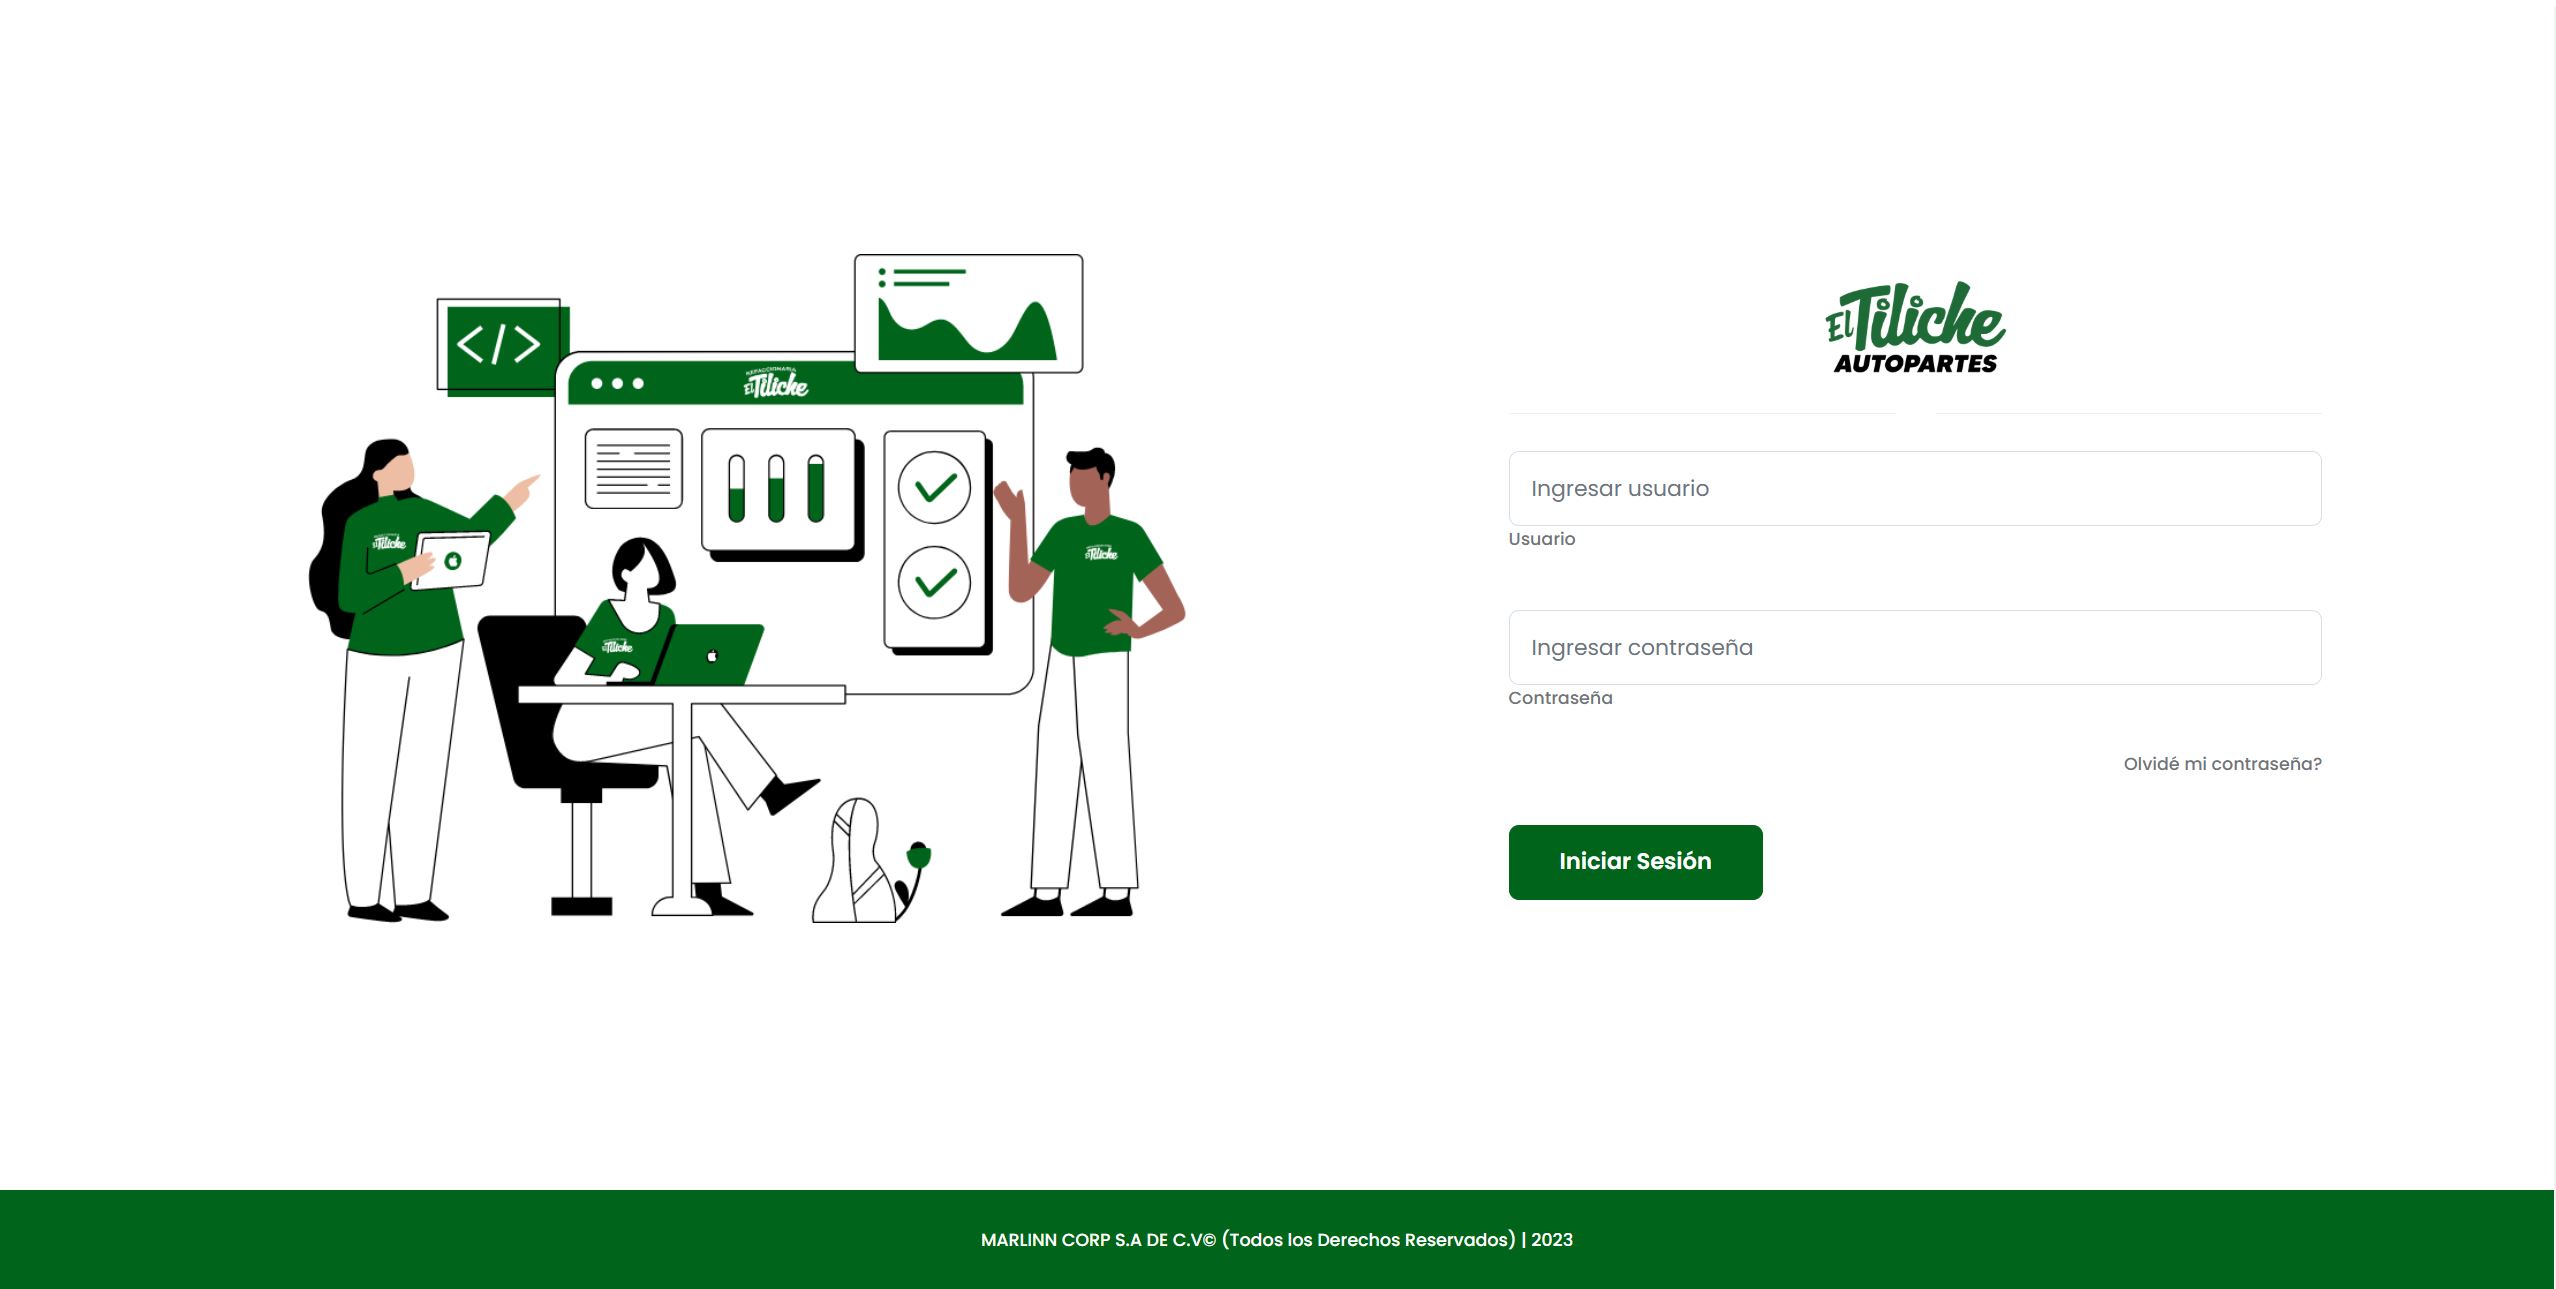 </>
REFACCIONARIA
El Tiliche
El Tiliche
El Tiliche
El Tiliche
El Tiliche
AUTOPARTES
Ingresar usuario
Usuario
Ingresar contraseña
Contraseña
Olvidé mi contraseña?
Iniciar Sesión
MARLINN CORP S.A DE C.V© (Todos los Derechos Reservados) | 2023